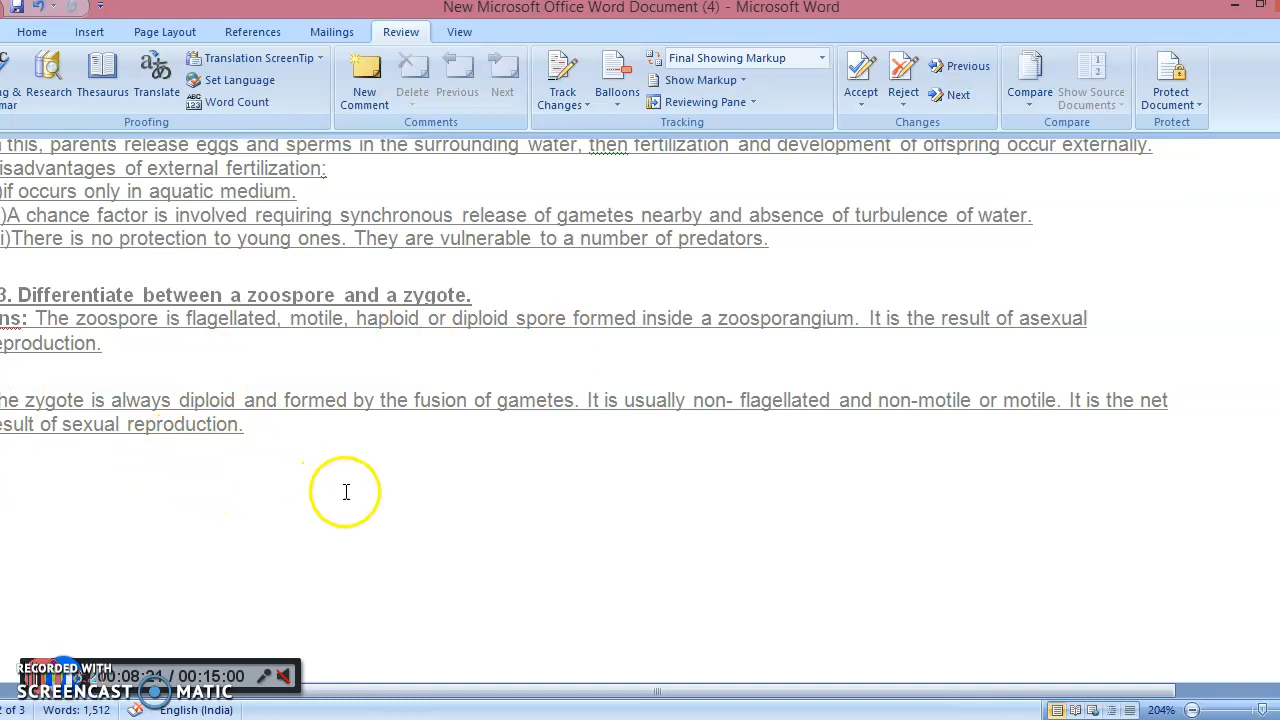 New Microsoft Office Word Document (4) - Microsoft Word
Home Insert Page Layout References Mailings Review View
Translation ScreenTip Final Showing Markup Previous
Set Language Show Markup
Research Thesaurus Translate New Delete Previous Next Track Balloons Accept Reject Compare Show Source Protect
Comment Changes Documents Document
Word Count Reviewing Pane Next
Proofing Comments Tracking Changes Compare Protect
this, parents release eggs and sperms in the surrounding water, then fertilization and development of offspring occur externally.
isadvantages of external fertilization:
)if occurs only in aquatic medium.
)A chance factor is involved requiring synchronous release of gametes nearby and absence of turbulence of water.
i)There is no protection to young ones. They are vulnerable to a number of predators.
3. Differentiate between a zoospore and a zygote.
ns: The zoospore is flagellated, motile, haploid or diploid spore formed inside a zoosporangium. It is the result of asexual
eproduction.
he zygote is always diploid and formed by the fusion of gametes. It is usually non- flagellated and non-motile or motile. It is the net
esult of sexual reproduction.
RECORDED WITH
SCREENCAST MATIC
/ 00:15:00
2 of 3 Words: 1,512 English (India) 204%